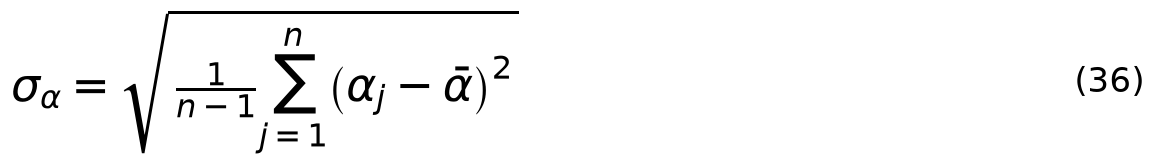 σ_α = √(1/(n − 1) ∑_{j = 1}^{n} (α_j − ᾱ)²) (36)